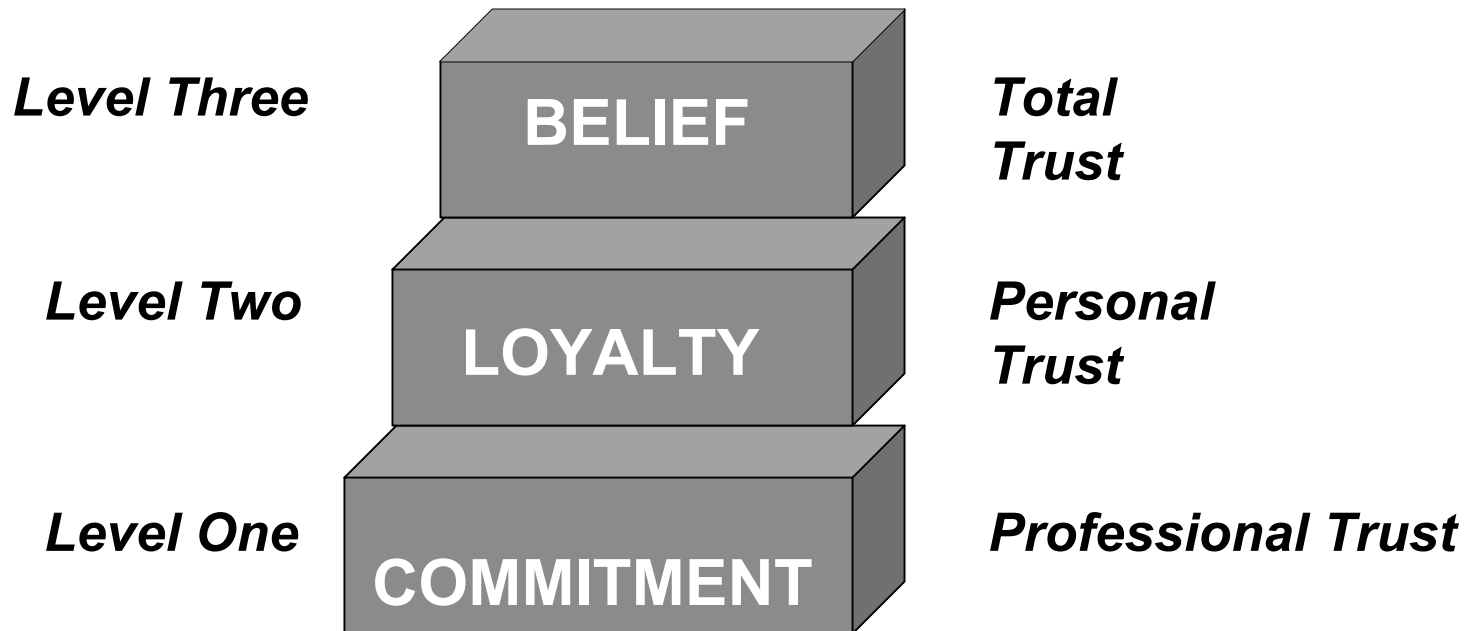 Level Three
BELIEF
Total
Trust
Level Two
LOYALTY
Personal
Trust
Level One
COMMITMENT
Professional Trust